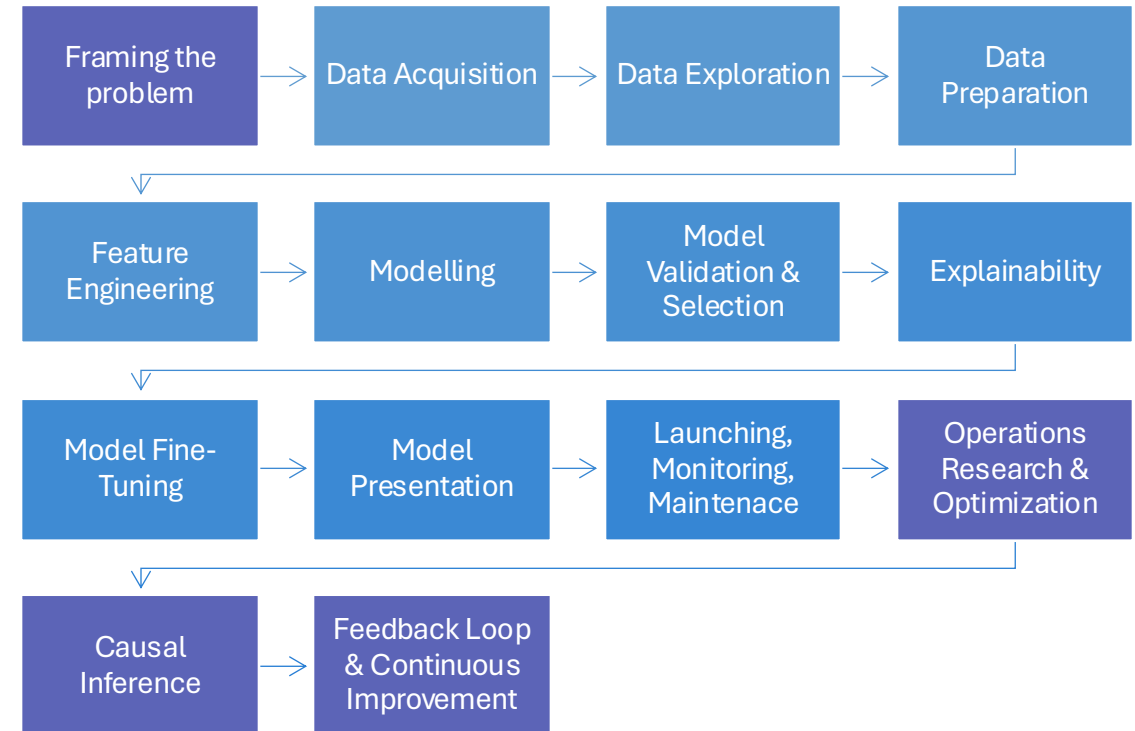 Framing the
problem
Data Acquisition
Data Exploration
Data
Preparation
Feature
Engineering
Modelling
Model
Validation &
Selection
Explainability
Model Fine-
Tuning
Model
Presentation
Launching,
Monitoring,
Maintenace
Operations
Research &
Optimization
Causal
Inference
Feedback Loop
& Continuous
Improvement